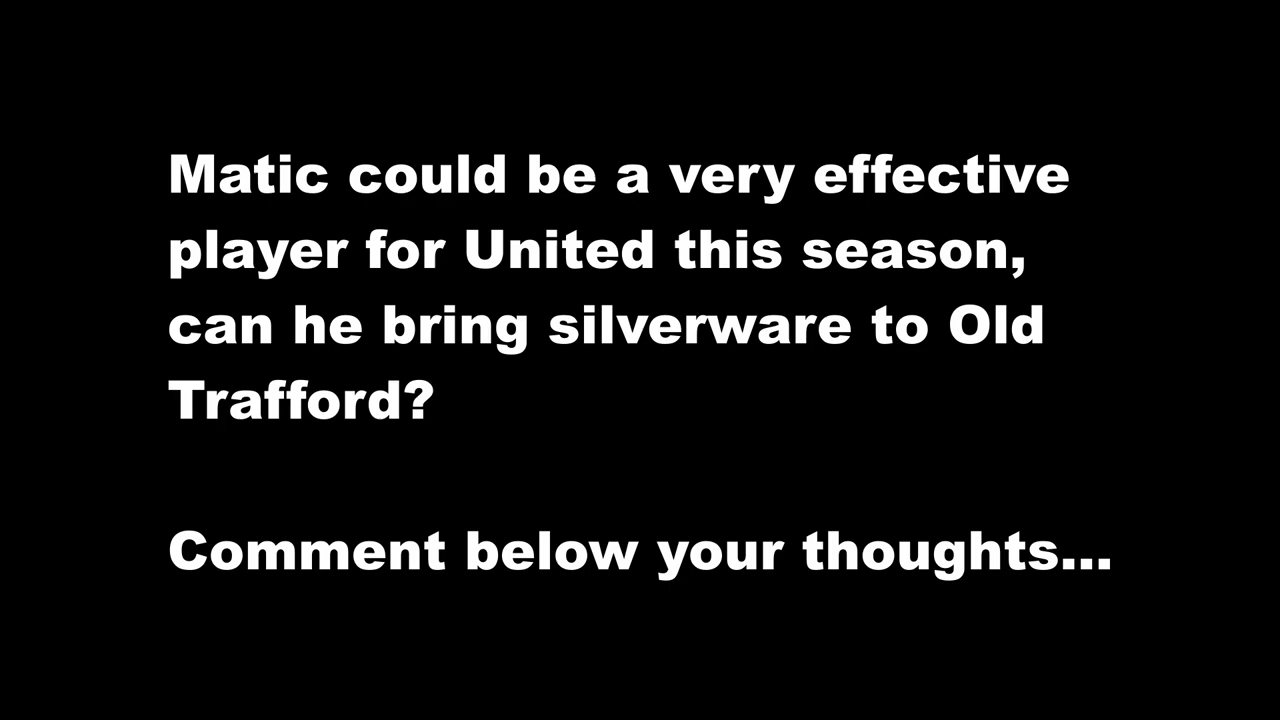 Matic could be a very effective
player for United this season,
can he bring silverware to Old
Trafford?
Comment below your thoughts...